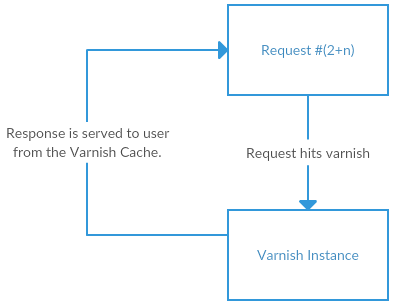 Request #(2+n)
Response is served to user
from the Varnish Cache.
Request hits varnish
Varnish Instance